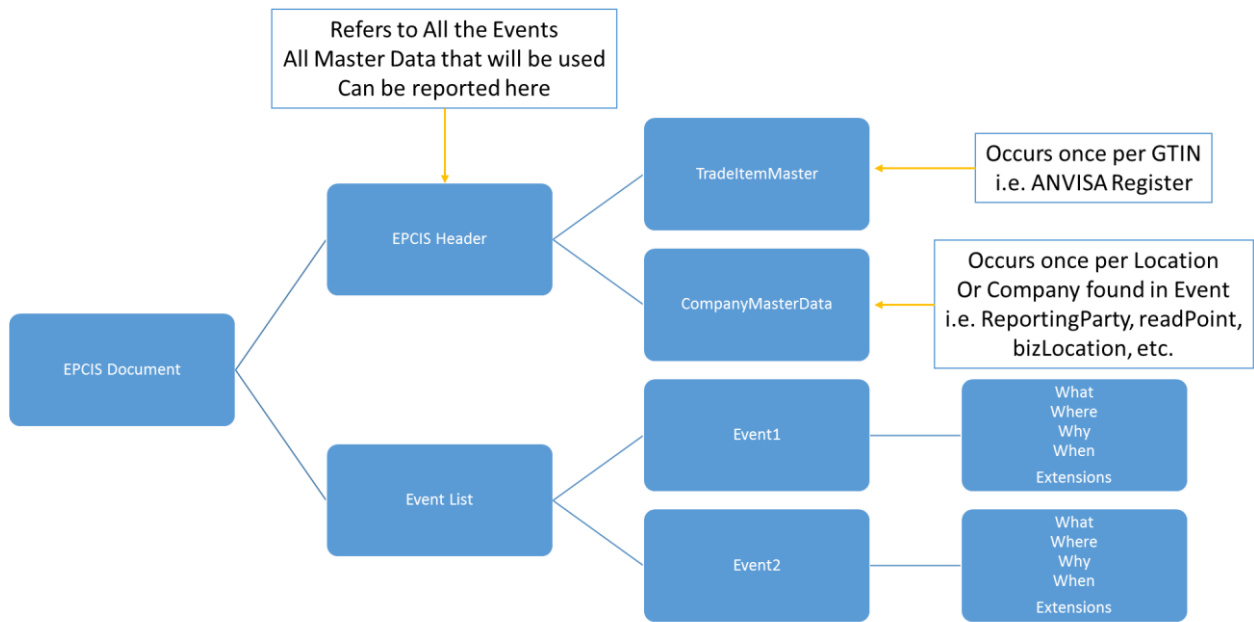 Refers to All the Events
All Master Data that will be used
Can be reported here
TradeItemMaster
Occurs once per GTIN
i.e. ANVISA Register
EPCIS Header
CompanyMasterData
Occurs once per Location
Or Company found in Event
i.e. ReportingParty, readPoint,
bizLocation, etc.
EPCIS Document
Event List
Event1
What
Where
Why
When
Extensions
Event2
What
Where
Why
When
Extensions